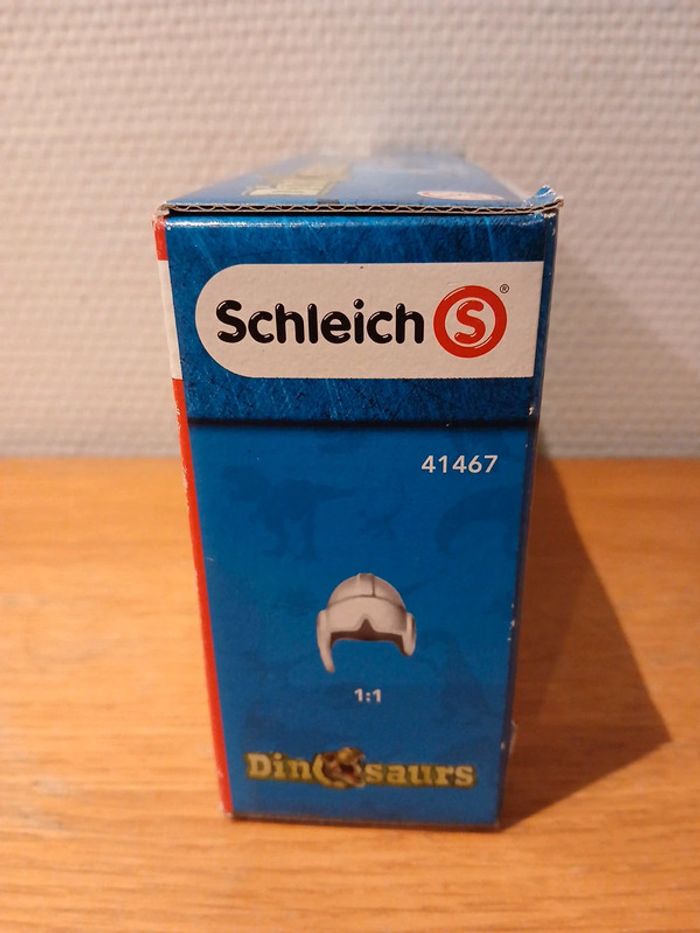 Schleich S ®
41467
1:1
Dinosaurs